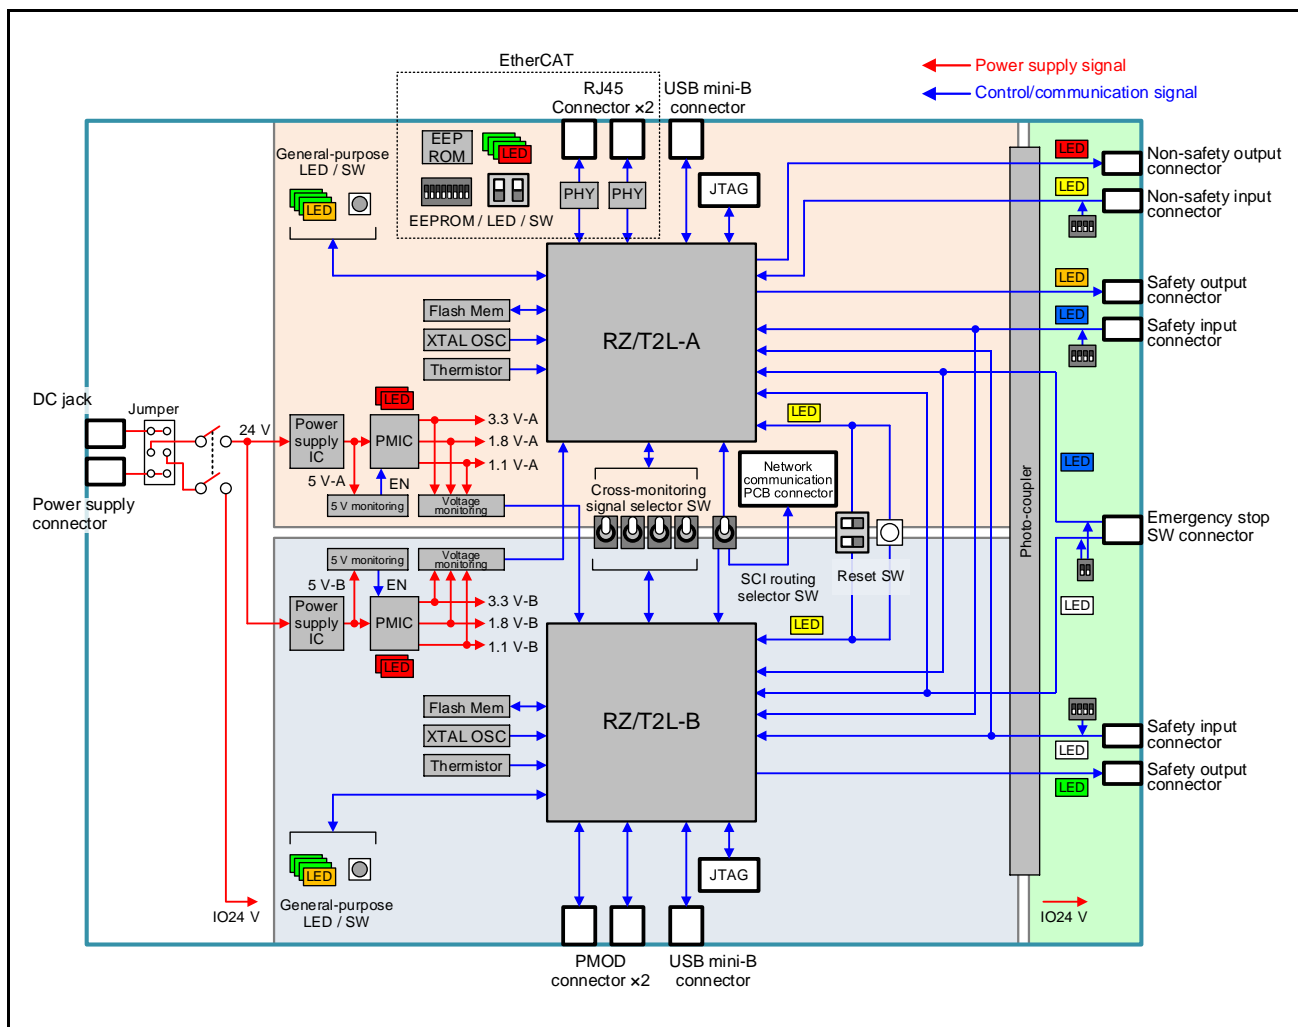 EtherCAT
Power supply signal
Control/communication signal
RJ45
Connector ×2
USB mini-B
connector
EEP
ROM
LED
General-purpose
LED / SW
LED
PHY
PHY
JTAG
EEPROM / LED / SW
LED
Non-safety output
connector
LED
Non-safety input
connector
LED
Safety output
connector
LED
Safety input
connector
Flash Mem
XTAL OSC
Thermistor
RZ/T2L-A
DC jack
Jumper
24 V
Power
supply
IC
LED
PMIC
3.3 V-A
1.8 V-A
1.1 V-A
5 V-A
EN
5 V monitoring
Voltage
monitoring
Power supply
connector
Cross-monitoring
signal selector SW
Network
communication
PCB connector
LED
LED
Photo-coupler
Emergency stop
SW connector
LED
SCI routing
selector SW
Reset SW
5 V monitoring
Voltage
monitoring
5 V-B
EN
Power
supply
IC
PMIC
3.3 V-B
1.8 V-B
1.1 V-B
LED
LED
Flash Mem
XTAL OSC
Thermistor
RZ/T2L-B
Safety input
connector
LED
Safety output
connector
LED
LED
General-purpose
LED / SW
JTAG
IO24 V
IO24 V
PMOD
connector ×2
USB mini-B
connector